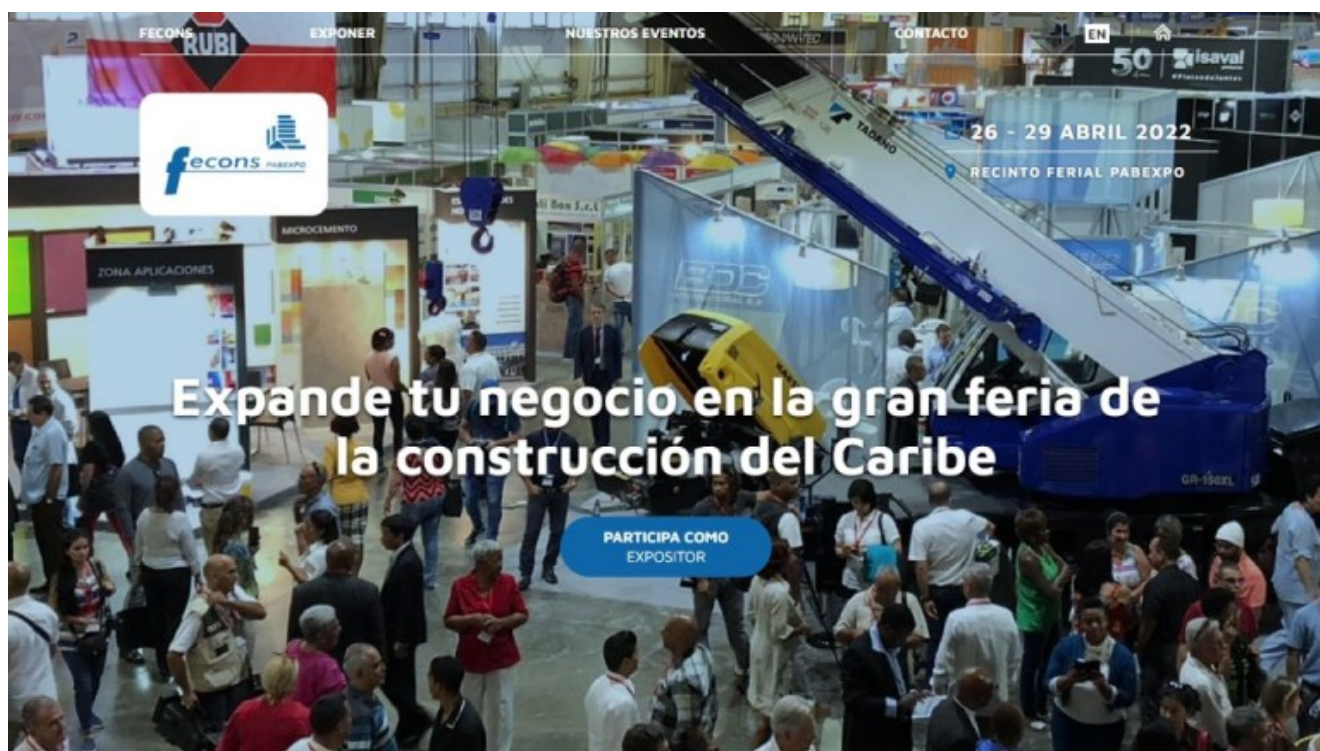 FECONS
EXPONER
NUESTROS EVENTOS
CONTACTO
EN
RUBI
50
isaval
fecons PABEXPO
TADANO
26 - 29 ABRIL 2022
RECINTO FERIAL PABEXPO
MICROCEMENTO
ZONA APLICACIONES
BDC
INTERNATIONAL S.A.
Expande tu negocio en la gran feria de
la construcción del Caribe
GR-150XL
PARTICIPA COMO
EXPOSITOR